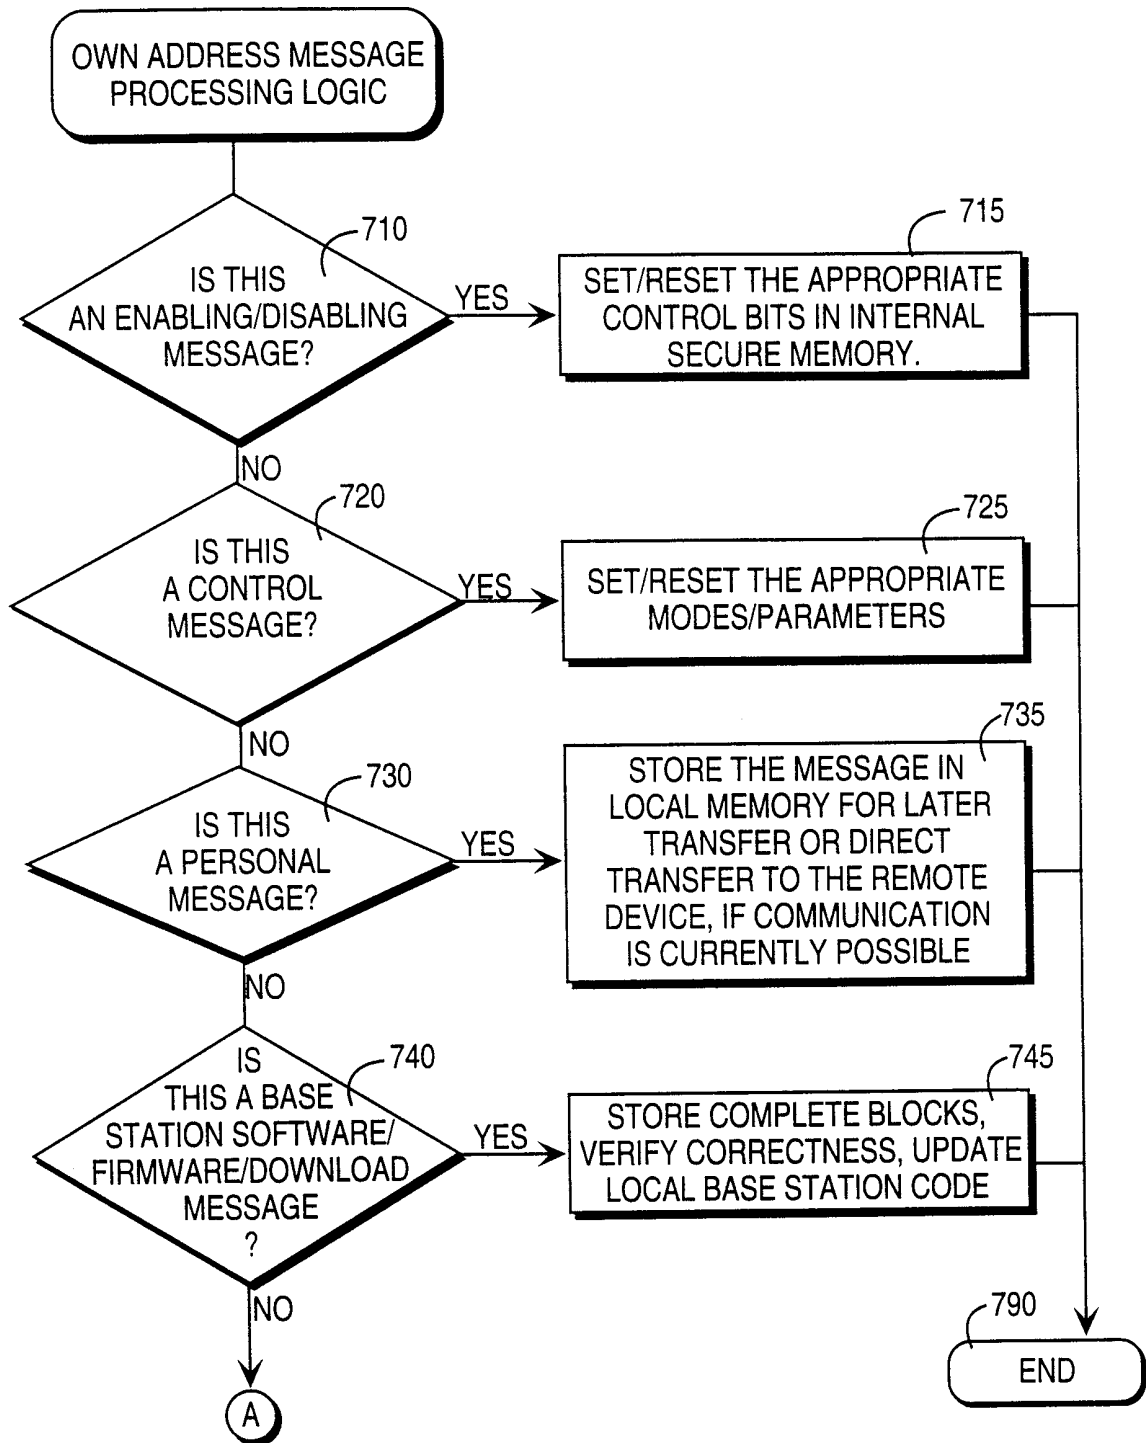 OWN ADDRESS MESSAGE
PROCESSING LOGIC
710
IS THIS
AN ENABLING/DISABLING
MESSAGE?
YES
715
SET/RESET THE APPROPRIATE
CONTROL BITS IN INTERNAL
SECURE MEMORY.
NO
720
IS THIS
A CONTROL
MESSAGE?
YES
725
SET/RESET THE APPROPRIATE
MODES/PARAMETERS
NO
730
IS THIS
A PERSONAL
MESSAGE?
YES
735
STORE THE MESSAGE IN
LOCAL MEMORY FOR LATER
TRANSFER OR DIRECT
TRANSFER TO THE REMOTE
DEVICE, IF COMMUNICATION
IS CURRENTLY POSSIBLE
NO
740
IS
THIS A BASE
STATION SOFTWARE/
FIRMWARE/DOWNLOAD
MESSAGE
?
YES
745
STORE COMPLETE BLOCKS,
VERIFY CORRECTNESS, UPDATE
LOCAL BASE STATION CODE
NO
A
790
END